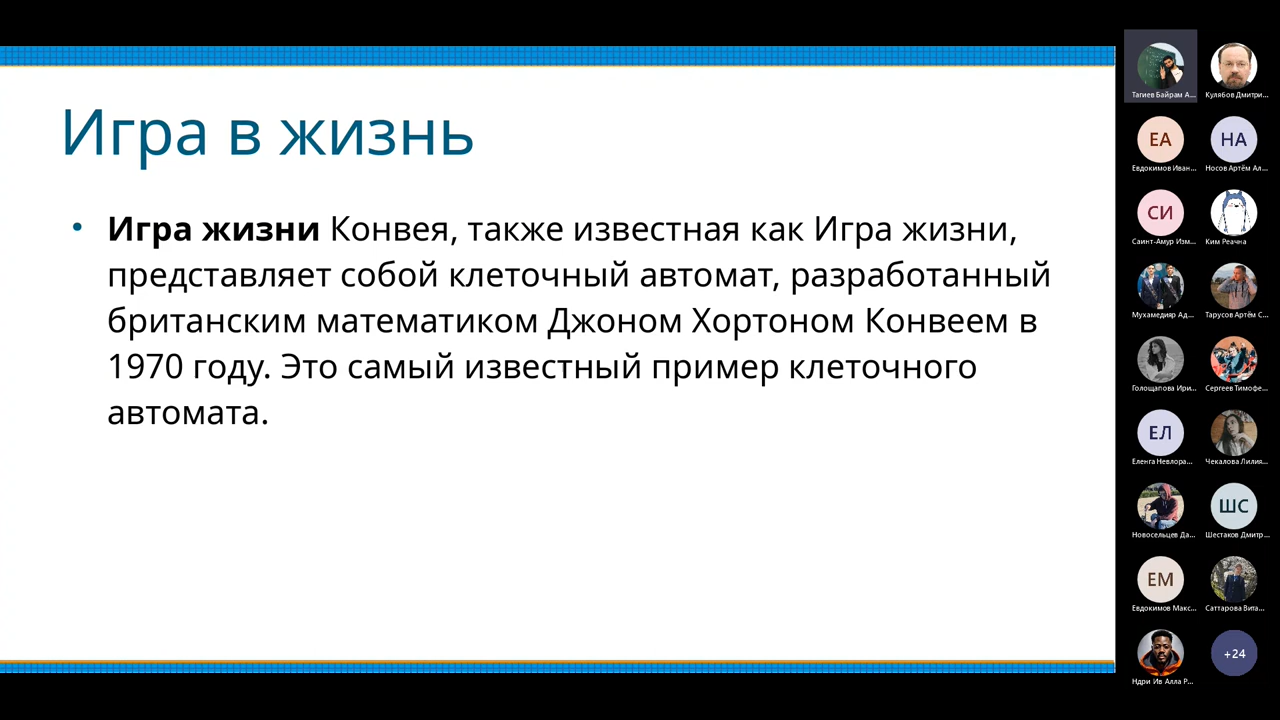 Игра в жизнь
• Игра жизни Конвея, также известная как Игра жизни,
представляет собой клеточный автомат, разработанный
британским математиком Джоном Хортоном Конвеем в
1970 году. Это самый известный пример клеточного
автомата.
Тагиев Байрам А...
Кулябов Дмитри...
ЕА
НА
Евдокимов Иван...
Носов Артём Ал...
СИ
Саинт-Амур Изм...
Ким Реачна
Мухамедияр Ад...
Тарусов Артём С...
Голощапова Ири...
Сергеев Тимофе...
ЕЛ
Еленга Невлора...
Чекалова Лилия...
ШС
Новосельцев Да...
Шестаков Дмитр...
ЕМ
Евдокимов Макс...
Саттарова Вита...
+24
Ндри Ив Алла Р...